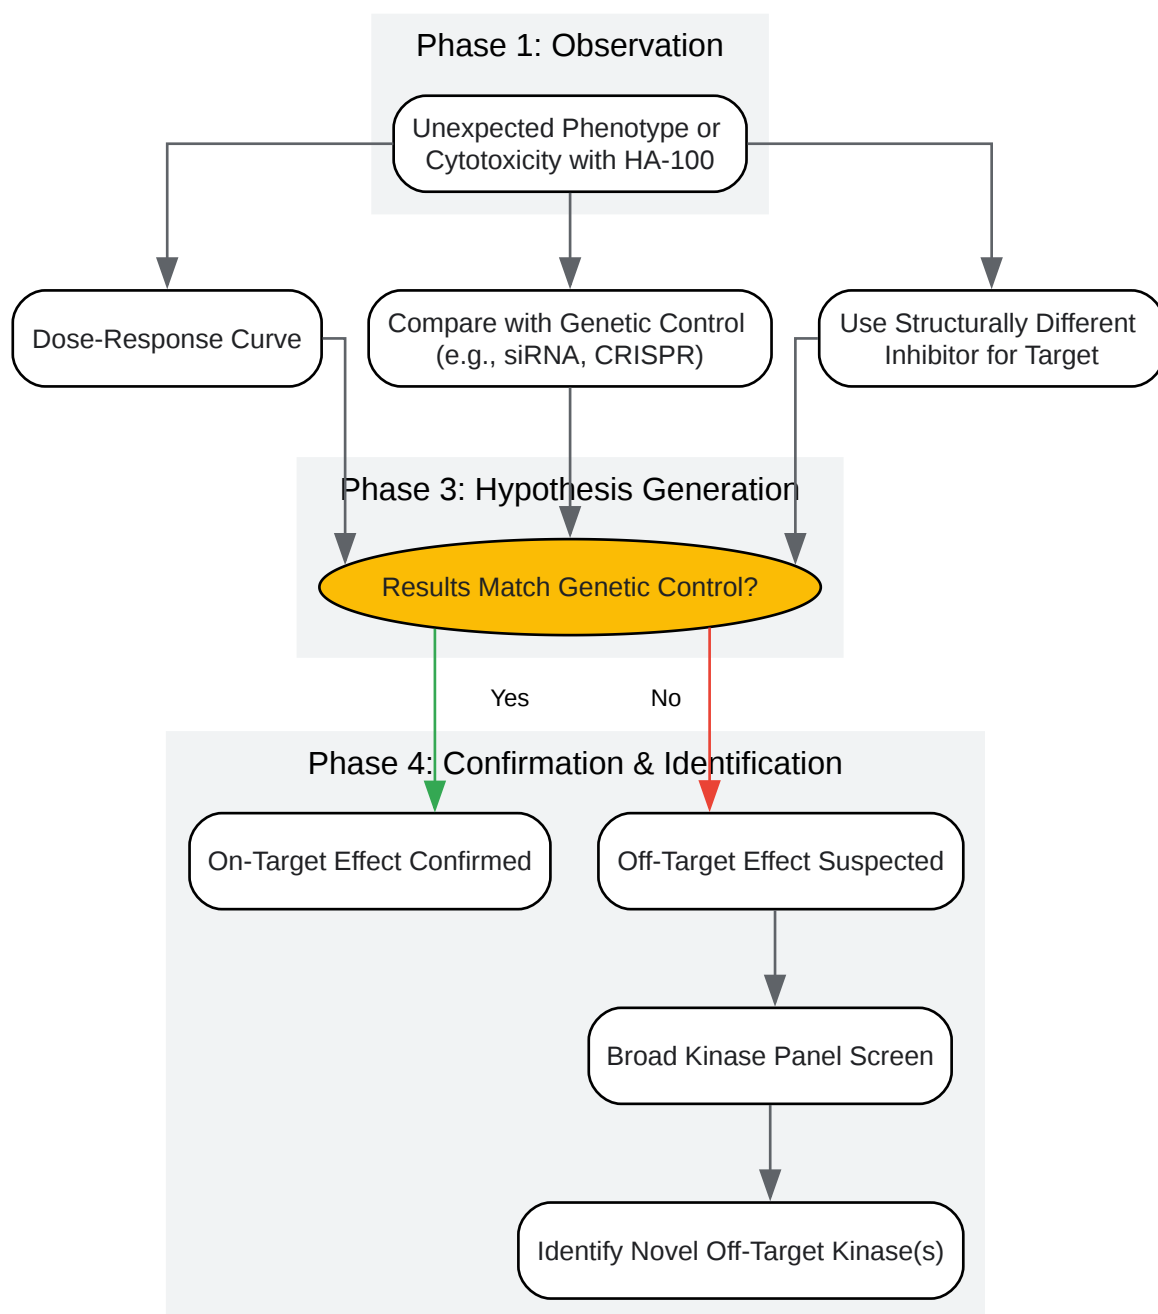 Phase 1: Observation
Unexpected Phenotype or
Cytotoxicity with HA-100
Dose-Response Curve
Compare with Genetic Control
(e.g., siRNA, CRISPR)
Use Structurally Different
Inhibitor for Target
Phase 3: Hypothesis Generation
Results Match Genetic Control?
Yes
No
Phase 4: Confirmation & Identification
On-Target Effect Confirmed
Off-Target Effect Suspected
Broad Kinase Panel Screen
Identify Novel Off-Target Kinase(s)